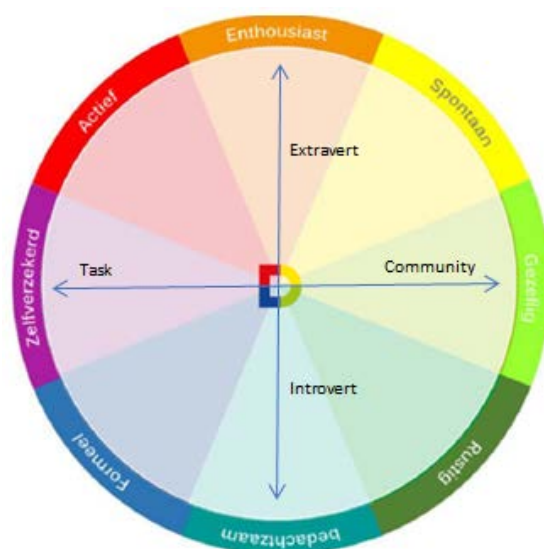 Enthousiast
Actief
Spontaan
Extravert
Task
Community
Zelfverzekerd
Gezellig
Introvert
Formeel
Rustig
bedachtzaam